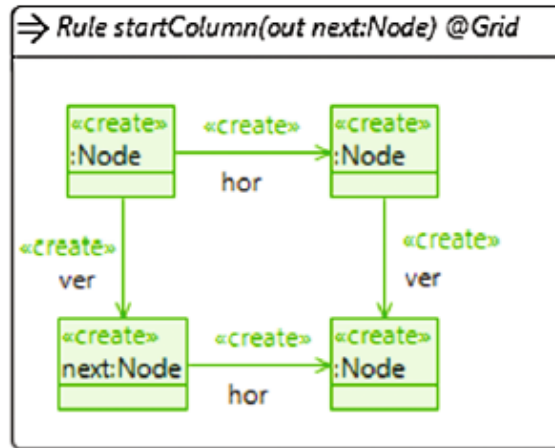 Rule startColumn(out next:Node) @Grid
«create» «create» «create»
:Node :Node
hor
«create» «create»
ver ver
«create» «create» «create»
next:Node :Node
hor